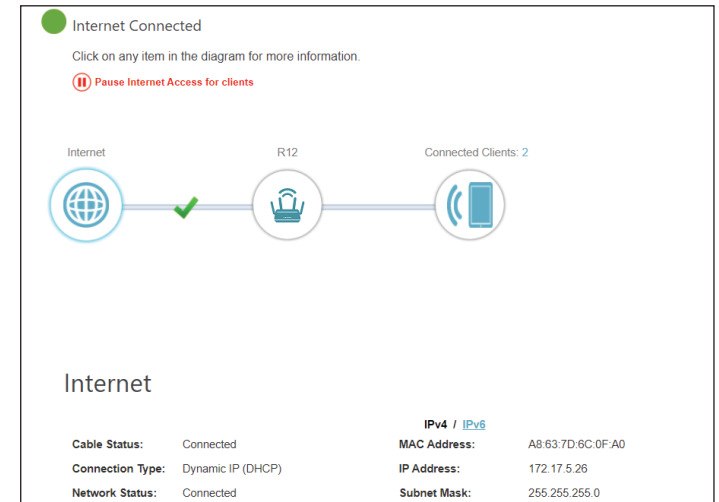 Internet Connected
Click on any item in the diagram for more information.
Pause Internet Access for clients
Internet R12 Connected Clients: 2
Internet
IPv4 / IPv6
Cable Status: Connected MAC Address: A8:63:7D:6C:0F:A0
Connection Type: Dynamic IP (DHCP) IP Address: 172.17.5.26
Network Status: Connected Subnet Mask: 255.255.255.0